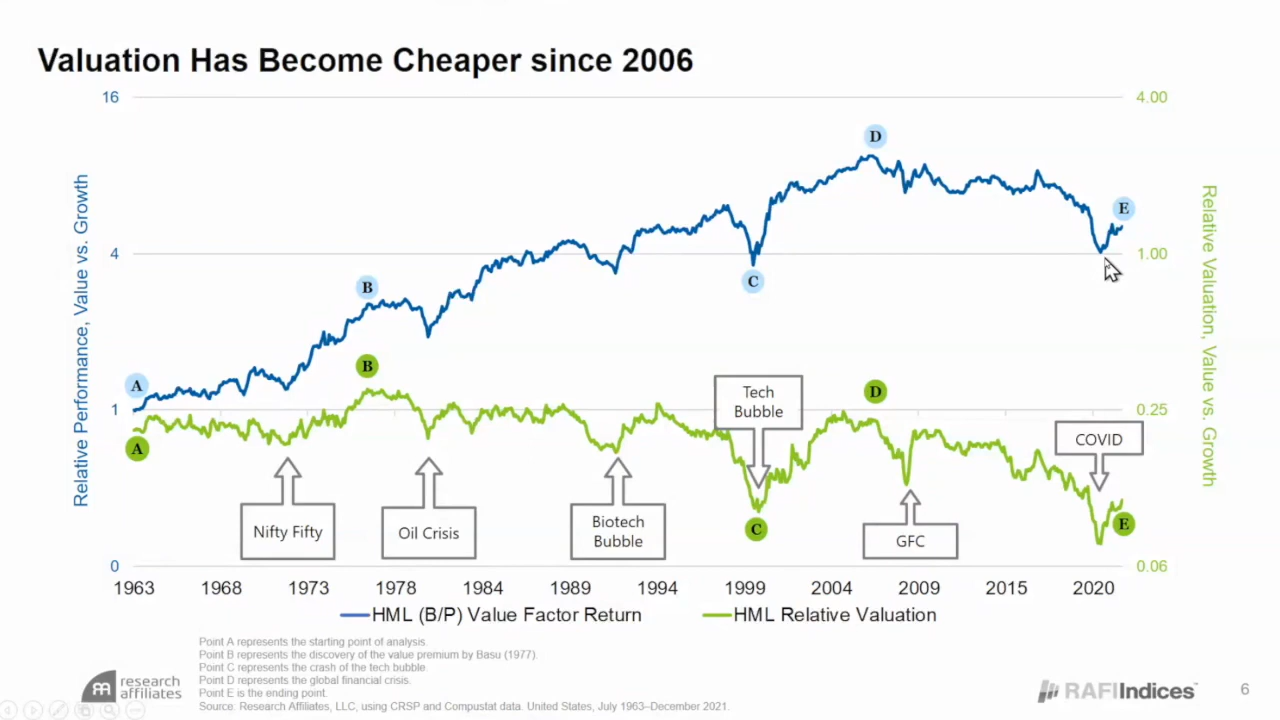 Valuation Has Become Cheaper since 2006
16
4.00
Relative Performance, Value vs. Growth
Relative Valuation, Value vs. Growth
D
E
4
1.00
B
C
B
A
Tech
Bubble
D
1
0.25
A
COVID
Nifty Fifty
Oil Crisis
Biotech
Bubble
C
GFC
E
0
0.06
1963 1968 1973 1978 1984 1989 1994 1999 2004 2009 2015 2020
HML (B/P) Value Factor Return HML Relative Valuation
Point A represents the starting point of analysis.
Point B represents the discovery of the value premium by Basu (1977).
Point C represents the crash of the tech bubble.
Point D represents the global financial crisis.
Point E is the ending point.
Source: Research Affiliates, LLC, using CRSP and Compustat data. United States, July 1963–December 2021.
research
affiliates
RAFI Indices™
6